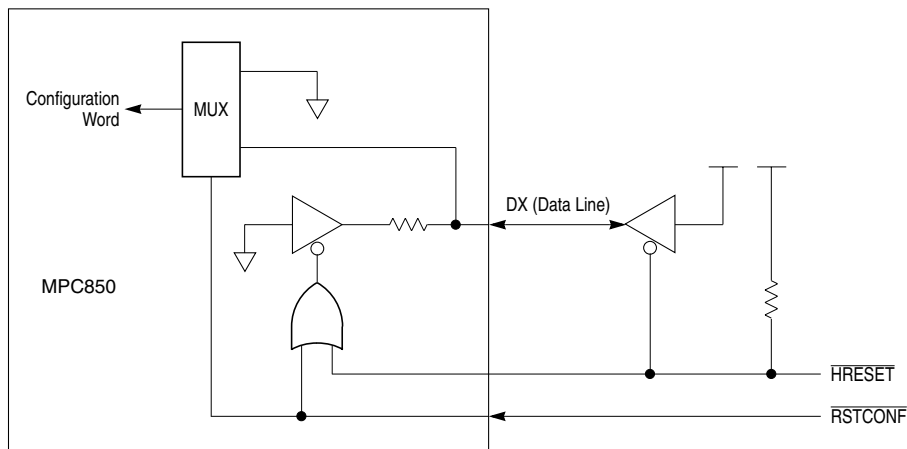 Configuration
Word
MUX
DX (Data Line)
MPC850
HRESET
RSTCONF